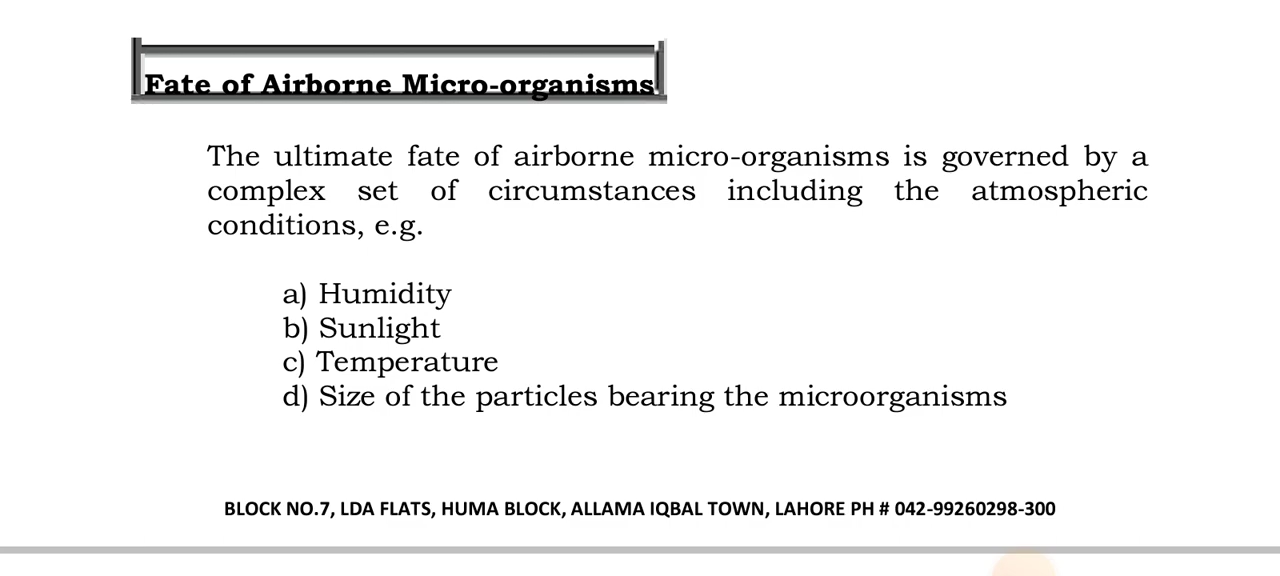 Fate of Airborne Micro-organisms
The ultimate fate of airborne micro-organisms is governed by a
complex set of circumstances including the atmospheric
conditions, e.g.
a) Humidity
b) Sunlight
c) Temperature
d) Size of the particles bearing the microorganisms
BLOCK NO.7, LDA FLATS, HUMA BLOCK, ALLAMA IQBAL TOWN, LAHORE PH # 042-99260298-300